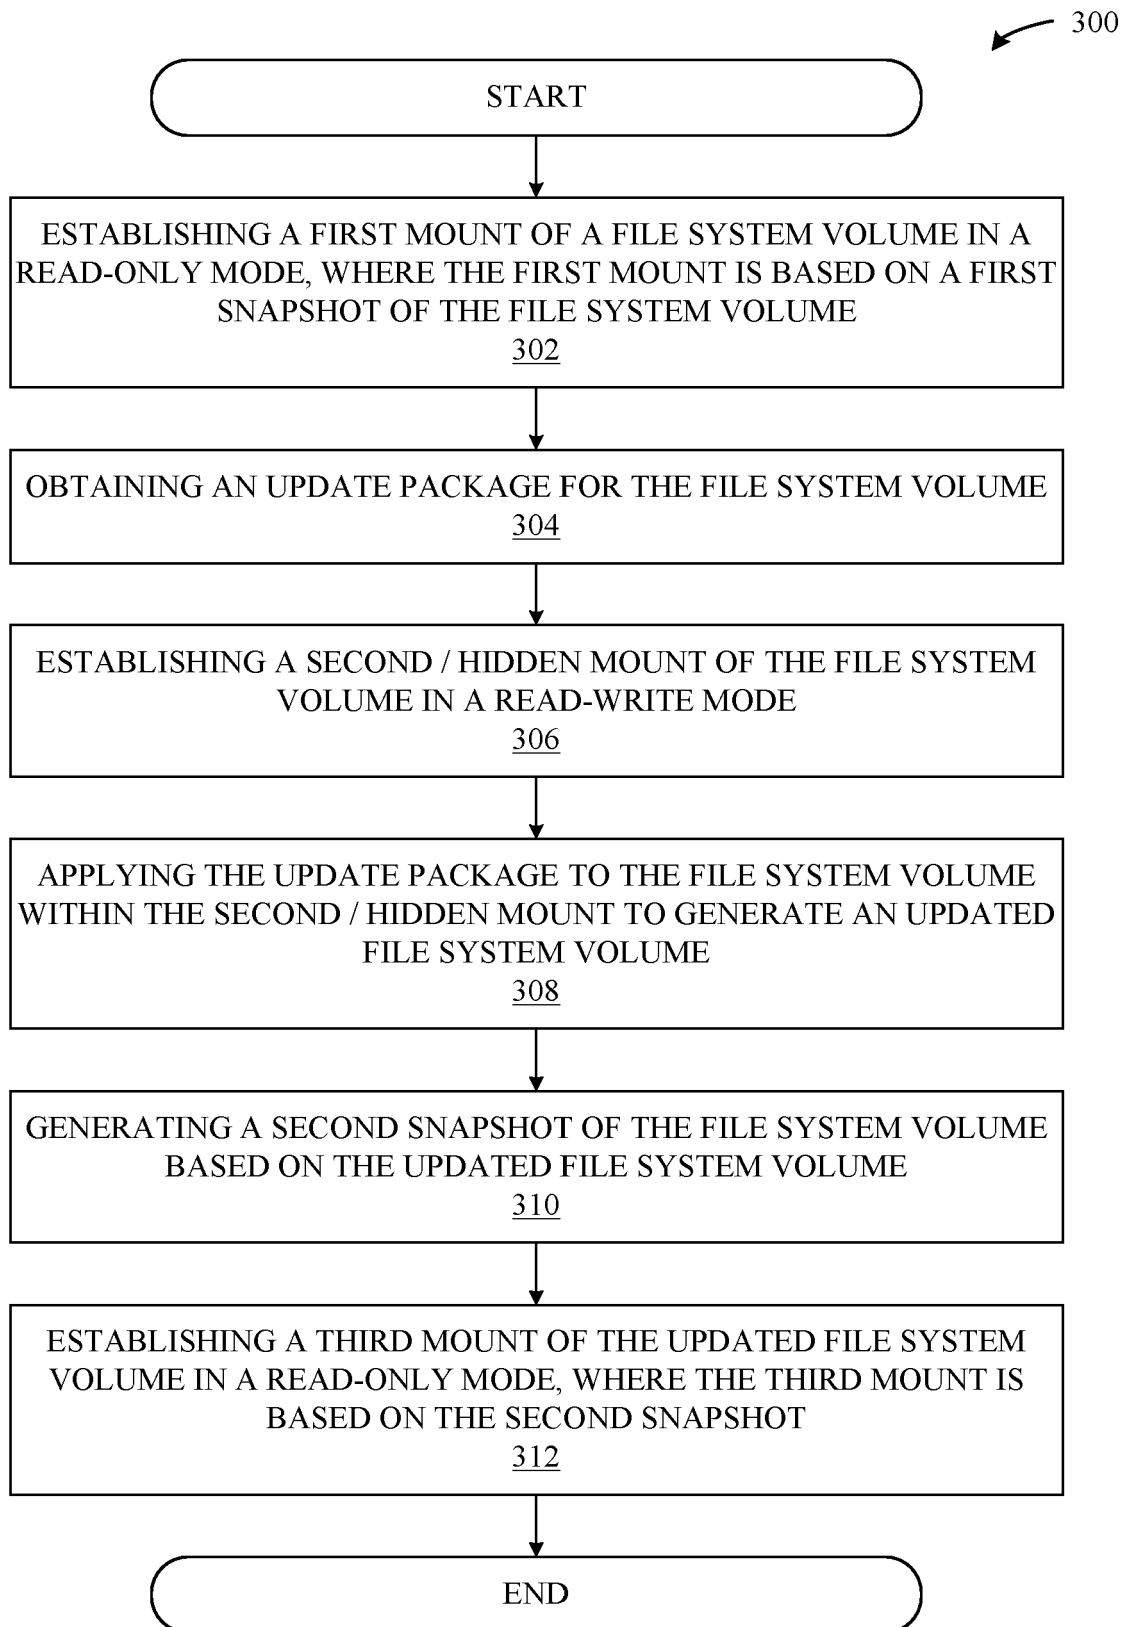 300
START
ESTABLISHING A FIRST MOUNT OF A FILE SYSTEM VOLUME IN A
READ-ONLY MODE, WHERE THE FIRST MOUNT IS BASED ON A FIRST
SNAPSHOT OF THE FILE SYSTEM VOLUME
302
OBTAINING AN UPDATE PACKAGE FOR THE FILE SYSTEM VOLUME
304
ESTABLISHING A SECOND / HIDDEN MOUNT OF THE FILE SYSTEM
VOLUME IN A READ-WRITE MODE
306
APPLYING THE UPDATE PACKAGE TO THE FILE SYSTEM VOLUME
WITHIN THE SECOND / HIDDEN MOUNT TO GENERATE AN UPDATED
FILE SYSTEM VOLUME
308
GENERATING A SECOND SNAPSHOT OF THE FILE SYSTEM VOLUME
BASED ON THE UPDATED FILE SYSTEM VOLUME
310
ESTABLISHING A THIRD MOUNT OF THE UPDATED FILE SYSTEM
VOLUME IN A READ-ONLY MODE, WHERE THE THIRD MOUNT IS
BASED ON THE SECOND SNAPSHOT
312
END